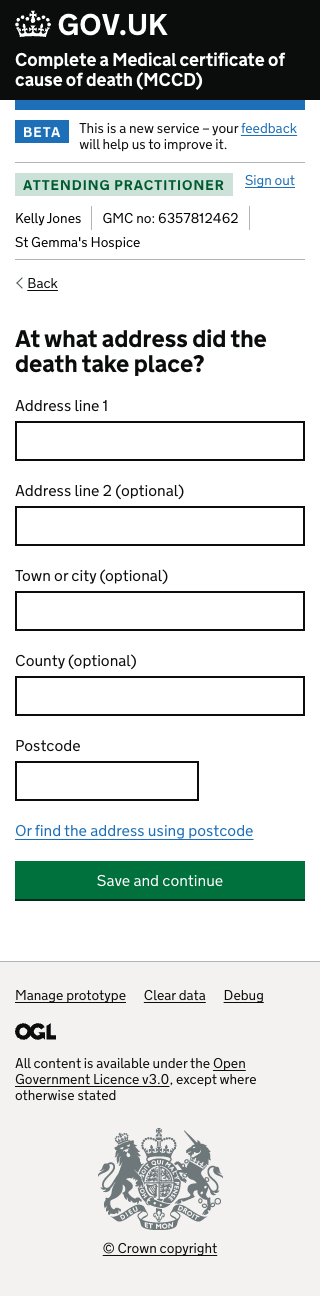 GOV.UK
Complete a Medical certificate of
cause of death (MCCD)
BETA
This is a new service – your feedback
will help us to improve it.
ATTENDING PRACTITIONER
Sign out
Kelly Jones
GMC no: 6357812462
St Gemma's Hospice
Back
At what address did the
death take place?
Address line 1
Address line 2 (optional)
Town or city (optional)
County (optional)
Postcode
Or find the address using postcode
Save and continue
Manage prototype
Clear data
Debug
OGL
All content is available under the Open
Government Licence v3.0, except where
otherwise stated
DIEU ET MON DROIT
© Crown copyright